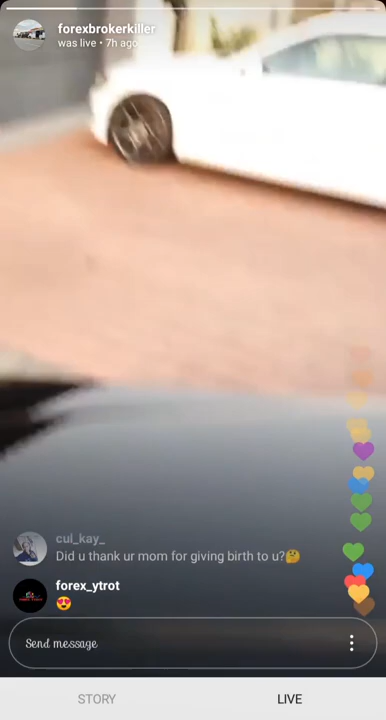 forexbrokerkiller
was live • 7h ago
cul_kay_
Did u thank ur mom for giving birth to u?🤔
forex_ytrot
😍
Send message
STORY
LIVE